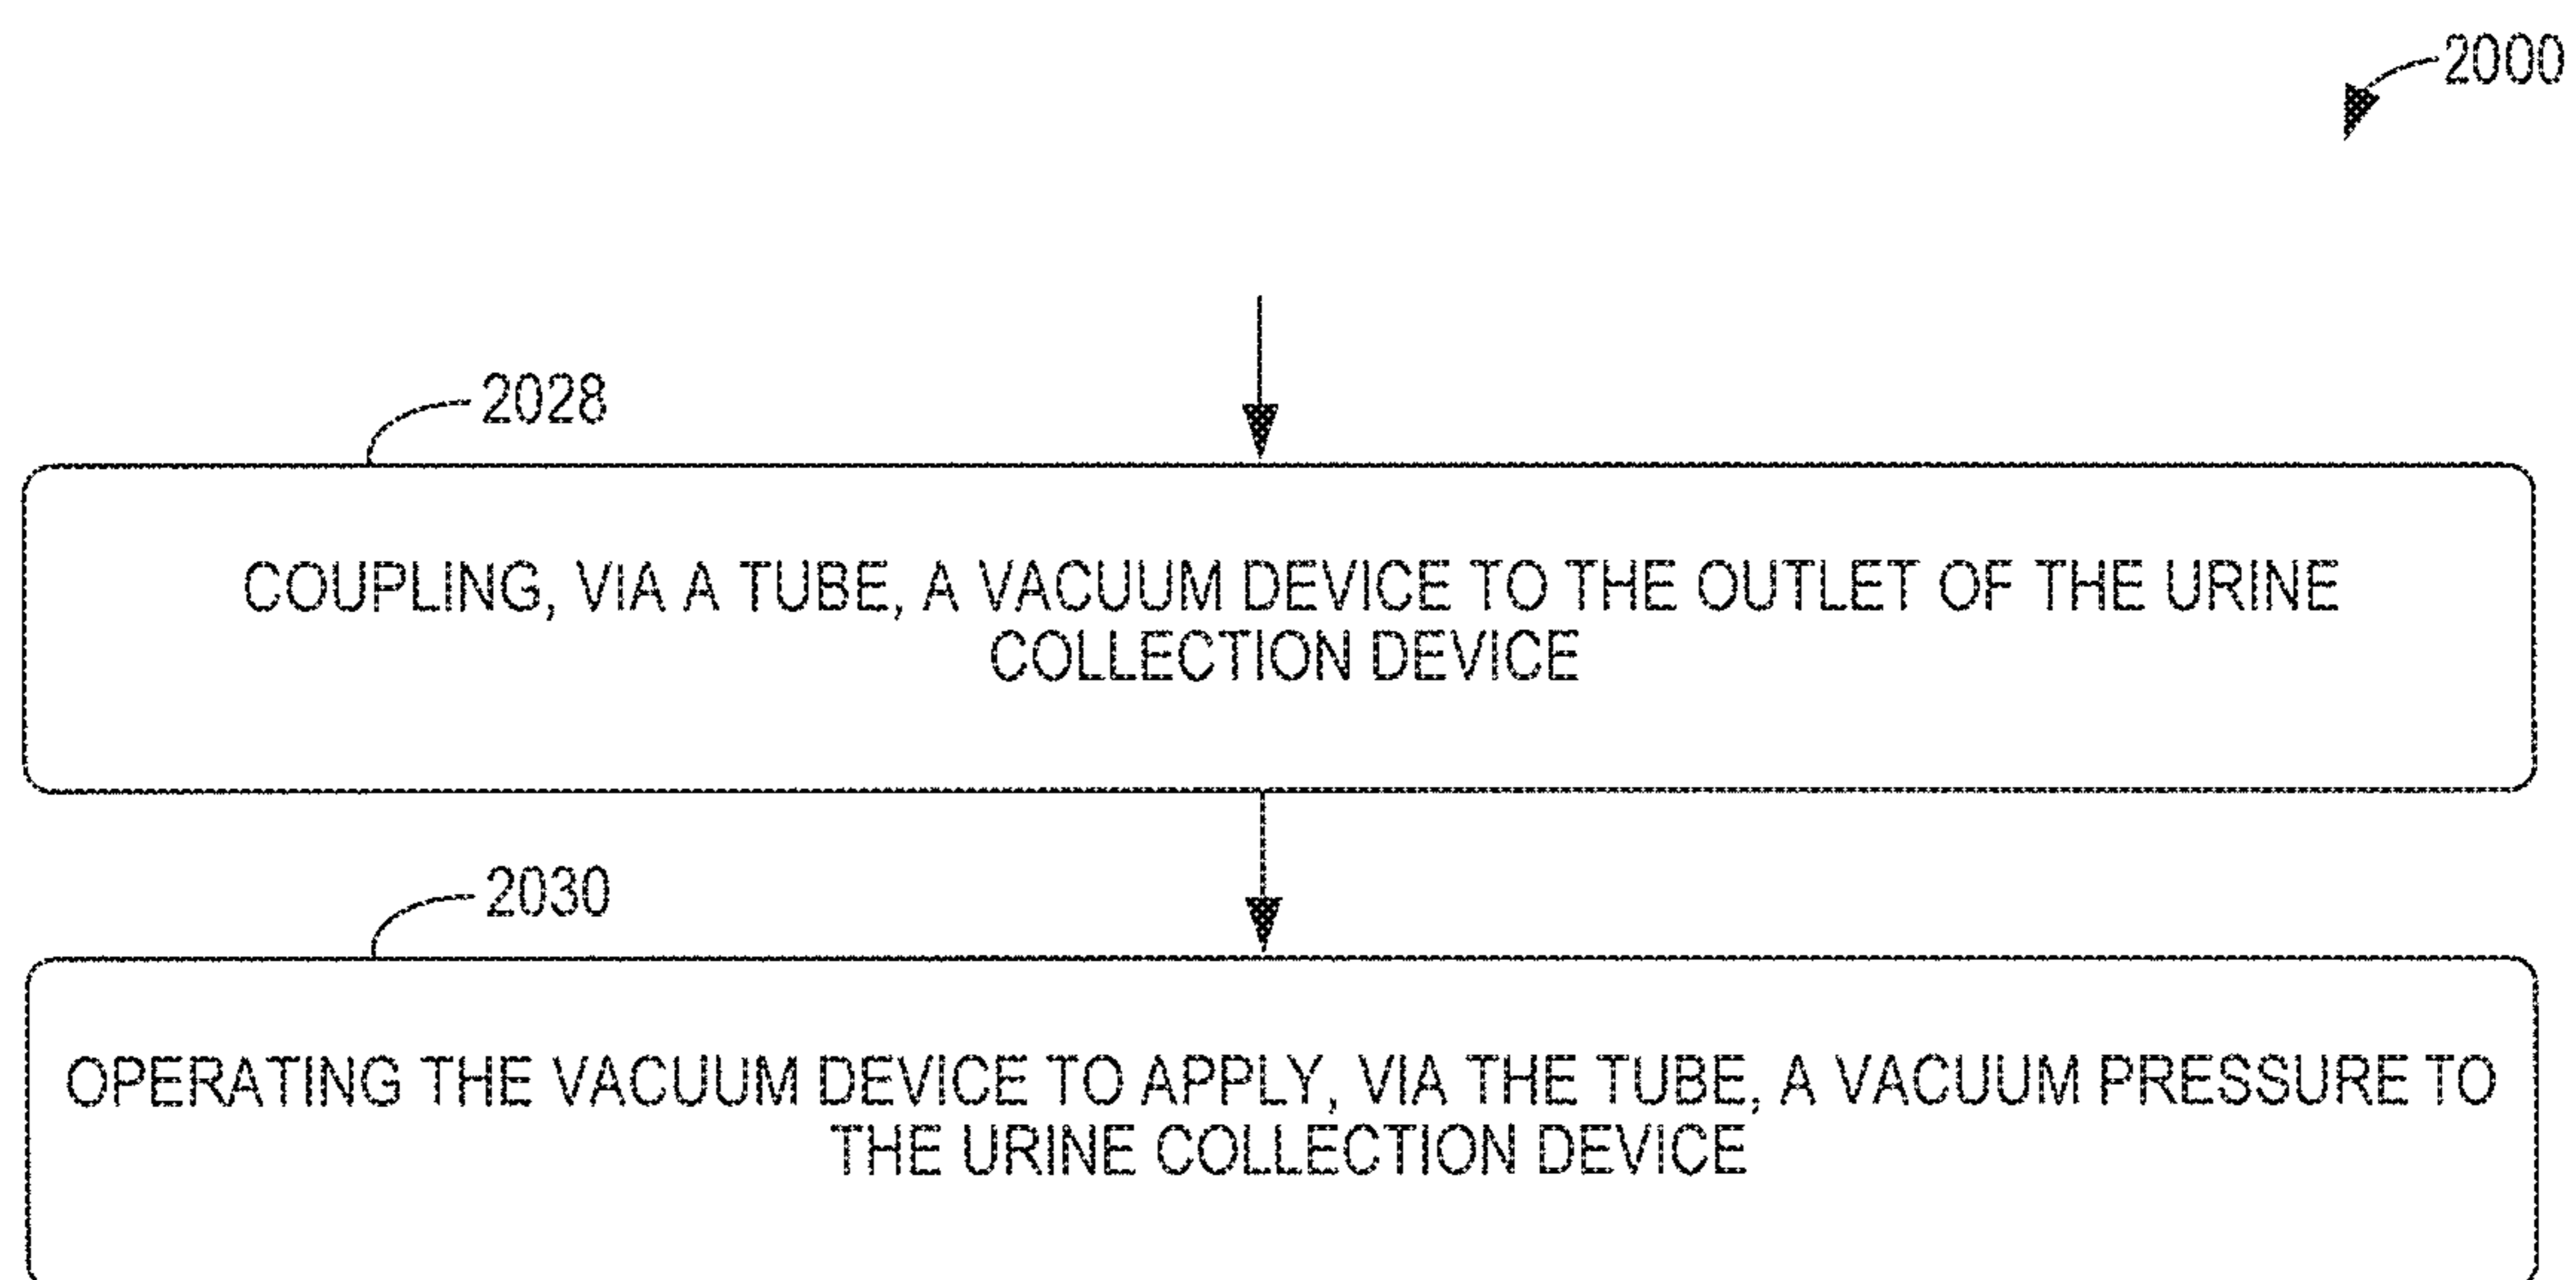 2000
2028
COUPLING, VIA A TUBE, A VACUUM DEVICE TO THE OUTLET OF THE URINE
COLLECTION DEVICE
2030
OPERATING THE VACUUM DEVICE TO APPLY, VIA THE TUBE, A VACUUM PRESSURE TO
THE URINE COLLECTION DEVICE